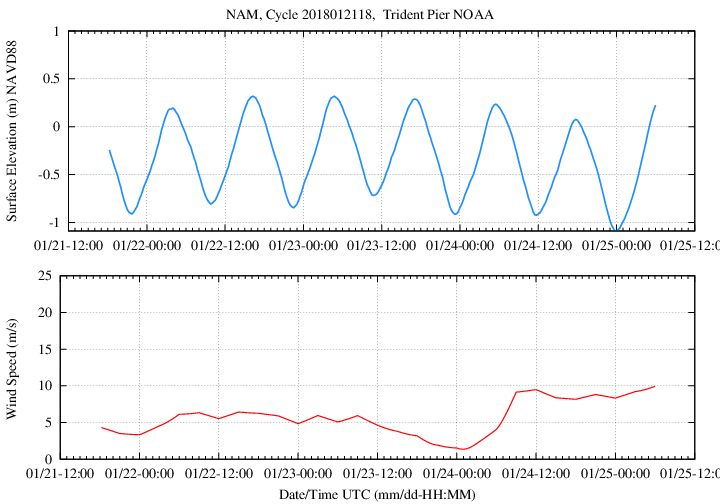 NAM, Cycle 2018012118,  Trident Pier NOAA
Surface Elevation (m) NAVD88
1
0.5
0
-0.5
-1
01/21-12:00 01/22-00:00 01/22-12:00 01/23-00:00 01/23-12:00 01/24-00:00 01/24-12:00 01/25-00:00 01/25-12:0
Wind Speed (m/s)
25
20
15
10
5
0
01/21-12:00 01/22-00:00 01/22-12:00 01/23-00:00 01/23-12:00 01/24-00:00 01/24-12:00 01/25-00:00 01/25-12:0
Date/Time UTC (mm/dd-HH:MM)